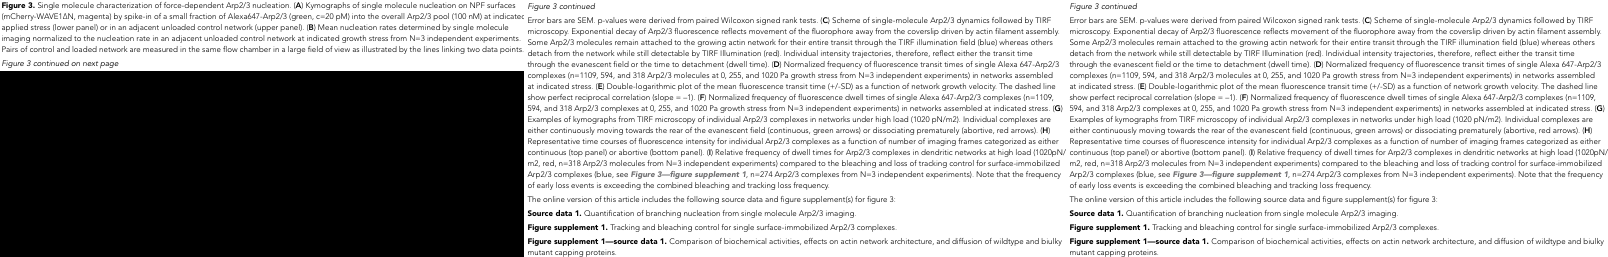 Figure 3. Single molecule characterization of force-dependent Arp2/3 nucleation. (A) Kymographs of single molecule nucleation on NPF surfaces
(mCherry-WAVE1ΔN, magenta) by spike-in of a small fraction of Alexa647-Arp2/3 (green, c=20 pM) into the overall Arp2/3 pool (100 nM) at indicated
applied stress (lower panel) or in an adjacent unloaded control network (upper panel). (B) Mean nucleation rates determined by single molecule
imaging normalized to the nucleation rate in an adjacent unloaded control network at indicated growth stress from N=3 independent experiments.
Pairs of control and loaded network are measured in the same flow chamber in a large field of view as illustrated by the lines linking two data points.
Figure 3 continued on next page
Figure 3 continued
Error bars are SEM. p-values were derived from paired Wilcoxon signed rank tests. (C) Scheme of single-molecule Arp2/3 dynamics followed by TIRF
microscopy. Exponential decay of Arp2/3 fluorescence reflects movement of the fluorophore away from the coverslip driven by actin filament assembly.
Some Arp2/3 molecules remain attached to the growing actin network for their entire transit through the TIRF illumination field (blue) whereas others
detach from the network while still detectable by TIRF Illumination (red). Individual intensity trajectories, therefore, reflect either the transit time
through the evanescent field or the time to detachment (dwell time). (D) Normalized frequency of fluorescence transit times of single Alexa 647-Arp2/3
complexes (n=1109, 594, and 318 Arp2/3 molecules at 0, 255, and 1020 Pa growth stress from N=3 independent experiments) in networks assembled
at indicated stress. (E) Double-logarithmic plot of the mean fluorescence transit time (+/-SD) as a function of network growth velocity. The dashed line
show perfect reciprocal correlation (slope = –1). (F) Normalized frequency of fluorescence dwell times of single Alexa 647-Arp2/3 complexes (n=1109,
594, and 318 Arp2/3 complexes at 0, 255, and 1020 Pa growth stress from N=3 independent experiments) in networks assembled at indicated stress. (G)
Examples of kymographs from TIRF microscopy of individual Arp2/3 complexes in networks under high load (1020 pN/m2). Individual complexes are
either continuously moving towards the rear of the evanescent field (continuous, green arrows) or dissociating prematurely (abortive, red arrows). (H)
Representative time courses of fluorescence intensity for individual Arp2/3 complexes as a function of number of imaging frames categorized as either
continuous (top panel) or abortive (bottom panel). (I) Relative frequency of dwell times for Arp2/3 complexes in dendritic networks at high load (1020pN/
m2, red, n=318 Arp2/3 molecules from N=3 independent experiments) compared to the bleaching and loss of tracking control for surface-immobilized
Arp2/3 complexes (blue, see Figure 3—figure supplement 1, n=274 Arp2/3 complexes from N=3 experiments). Note that the frequency
of early loss events is exceeding the combined bleaching and tracking loss frequency.
The online version of this article includes the following source data and figure supplement(s) for figure 3:
Source data 1. Quantification of branching nucleation from single molecule Arp2/3 imaging.
Figure supplement 1. Tracking and bleaching control for single surface-immobilized Arp2/3 complexes.
Figure supplement 1—source data 1. Comparison of biochemical activities, effects on actin network architecture, and diffusion of wildtype and biulky
mutant capping proteins.
Figure 3 continued
Error bars are SEM. p-values were derived from paired Wilcoxon signed rank tests. (C) Scheme of single-molecule Arp2/3 dynamics followed by TIRF
microscopy. Exponential decay of Arp2/3 fluorescence reflects movement of the fluorophore away from the coverslip driven by actin filament assembly.
Some Arp2/3 molecules remain attached to the growing actin network for their entire transit through the TIRF illumination field (blue) whereas others
detach from the network while still detectable by TIRF Illumination (red). Individual intensity trajectories, therefore, reflect either the transit time
through the evanescent field or the time to detachment (dwell time). (D) Normalized frequency of fluorescence transit times of single Alexa 647-Arp2/3
complexes (n=1109, 594, and 318 Arp2/3 molecules at 0, 255, and 1020 Pa growth stress from N=3 independent experiments) in networks assembled
at indicated stress. (E) Double-logarithmic plot of the mean fluorescence transit time (+/-SD) as a function of network growth velocity. The dashed line
show perfect reciprocal correlation (slope = –1). (F) Normalized frequency of fluorescence dwell times of single Alexa 647-Arp2/3 complexes (n=1109,
594, and 318 Arp2/3 complexes at 0, 255, and 1020 Pa growth stress from N=3 independent experiments) in networks assembled at indicated stress. (G)
Examples of kymographs from TIRF microscopy of individual Arp2/3 complexes in networks under high load (1020 pN/m2). Individual complexes are
either continuously moving towards the rear of the evanescent field (continuous, green arrows) or dissociating prematurely (abortive, red arrows). (H)
Representative time courses of fluorescence intensity for individual Arp2/3 complexes as a function of number of imaging frames categorized as either
continuous (top panel) or abortive (bottom panel). (I) Relative frequency of dwell times for Arp2/3 complexes in dendritic networks at high load (1020pN/
m2, red, n=318 Arp2/3 molecules from N=3 independent experiments) compared to the bleaching and loss of tracking control for surface-immobilized
Arp2/3 complexes (blue, see Figure 3—figure supplement 1, n=274 Arp2/3 complexes from N=3 experiments). Note that the frequency
of early loss events is exceeding the combined bleaching and tracking loss frequency.
The online version of this article includes the following source data and figure supplement(s) for figure 3:
Source data 1. Quantification of branching nucleation from single molecule Arp2/3 imaging.
Figure supplement 1. Tracking and bleaching control for single surface-immobilized Arp2/3 complexes.
Figure supplement 1—source data 1. Comparison of biochemical activities, effects on actin network architecture, and diffusion of wildtype and biulky
mutant capping proteins.